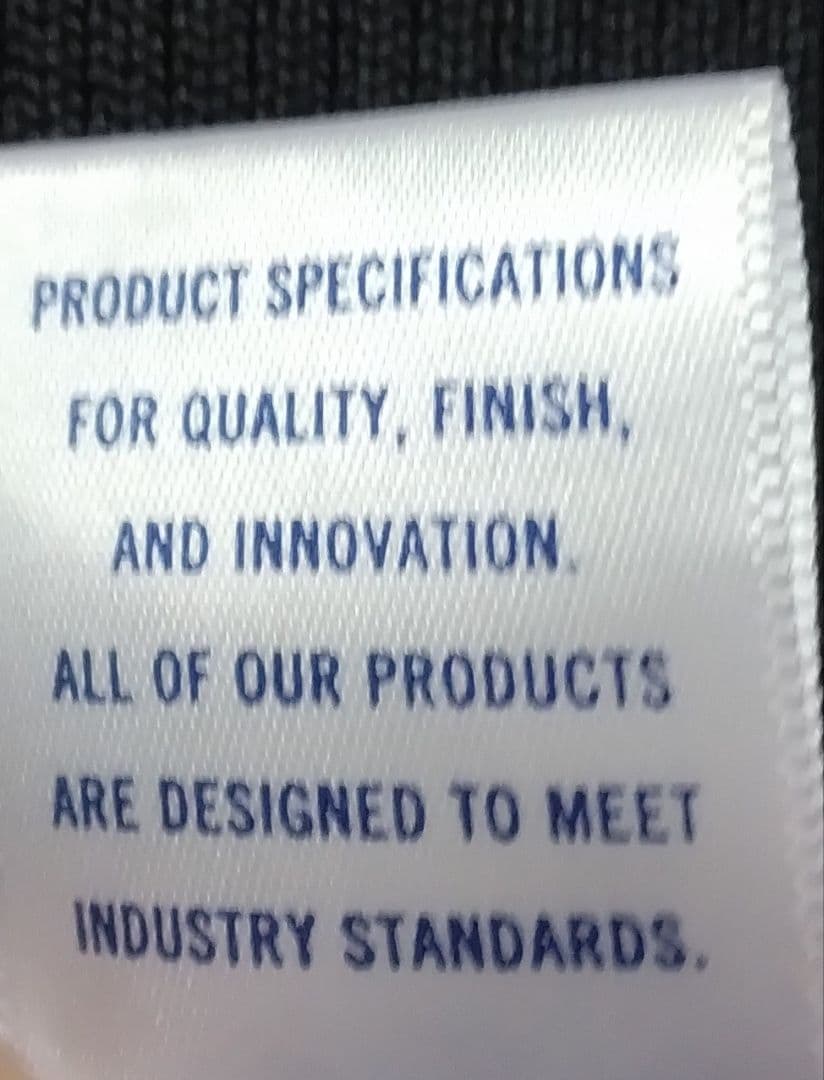 PRODUCT SPECIFICATIONS
FOR QUALITY, FINISH,
AND INNOVATION.
ALL OF OUR PRODUCTS
ARE DESIGNED TO MEET
INDUSTRY STANDARDS.